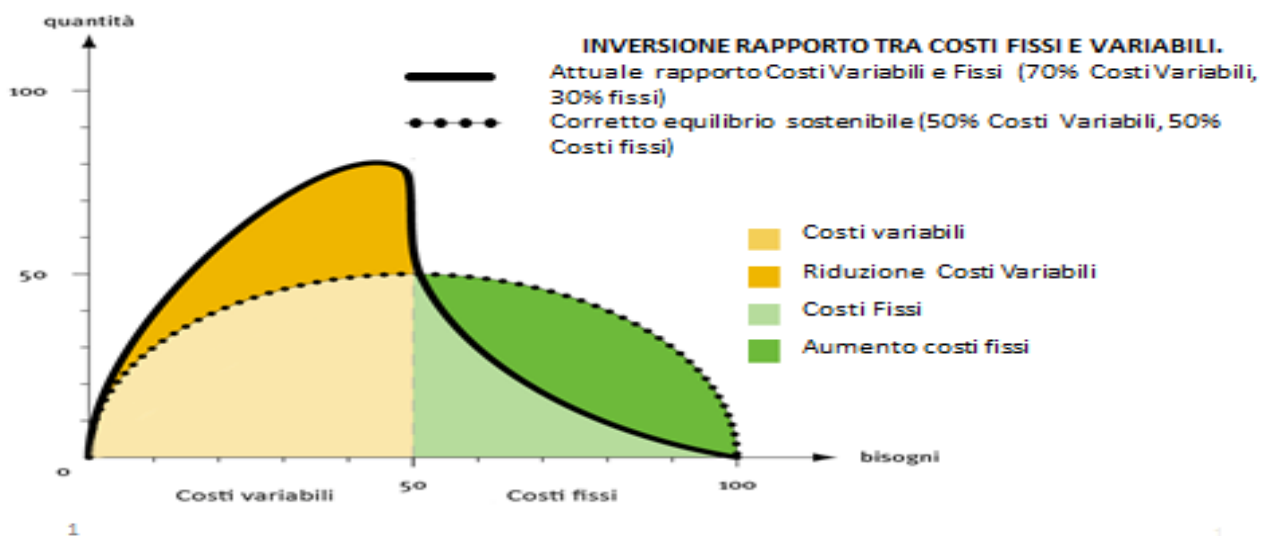 quantità
INVERSIONE RAPPORTO TRA COSTI FISSI E VARIABILI.
Attuale rapporto Costi Variabili e Fissi (70% Costi Variabili,
30% fissi)
Corretto equilibrio sostenibile (50% Costi Variabili, 50%
Costi fissi)
100
Costi variabili
Riduzione Costi Variabili
50
Costi Fissi
Aumento costi fissi
0
bisogni
Costi variabili
50
Costi fissi
100
1